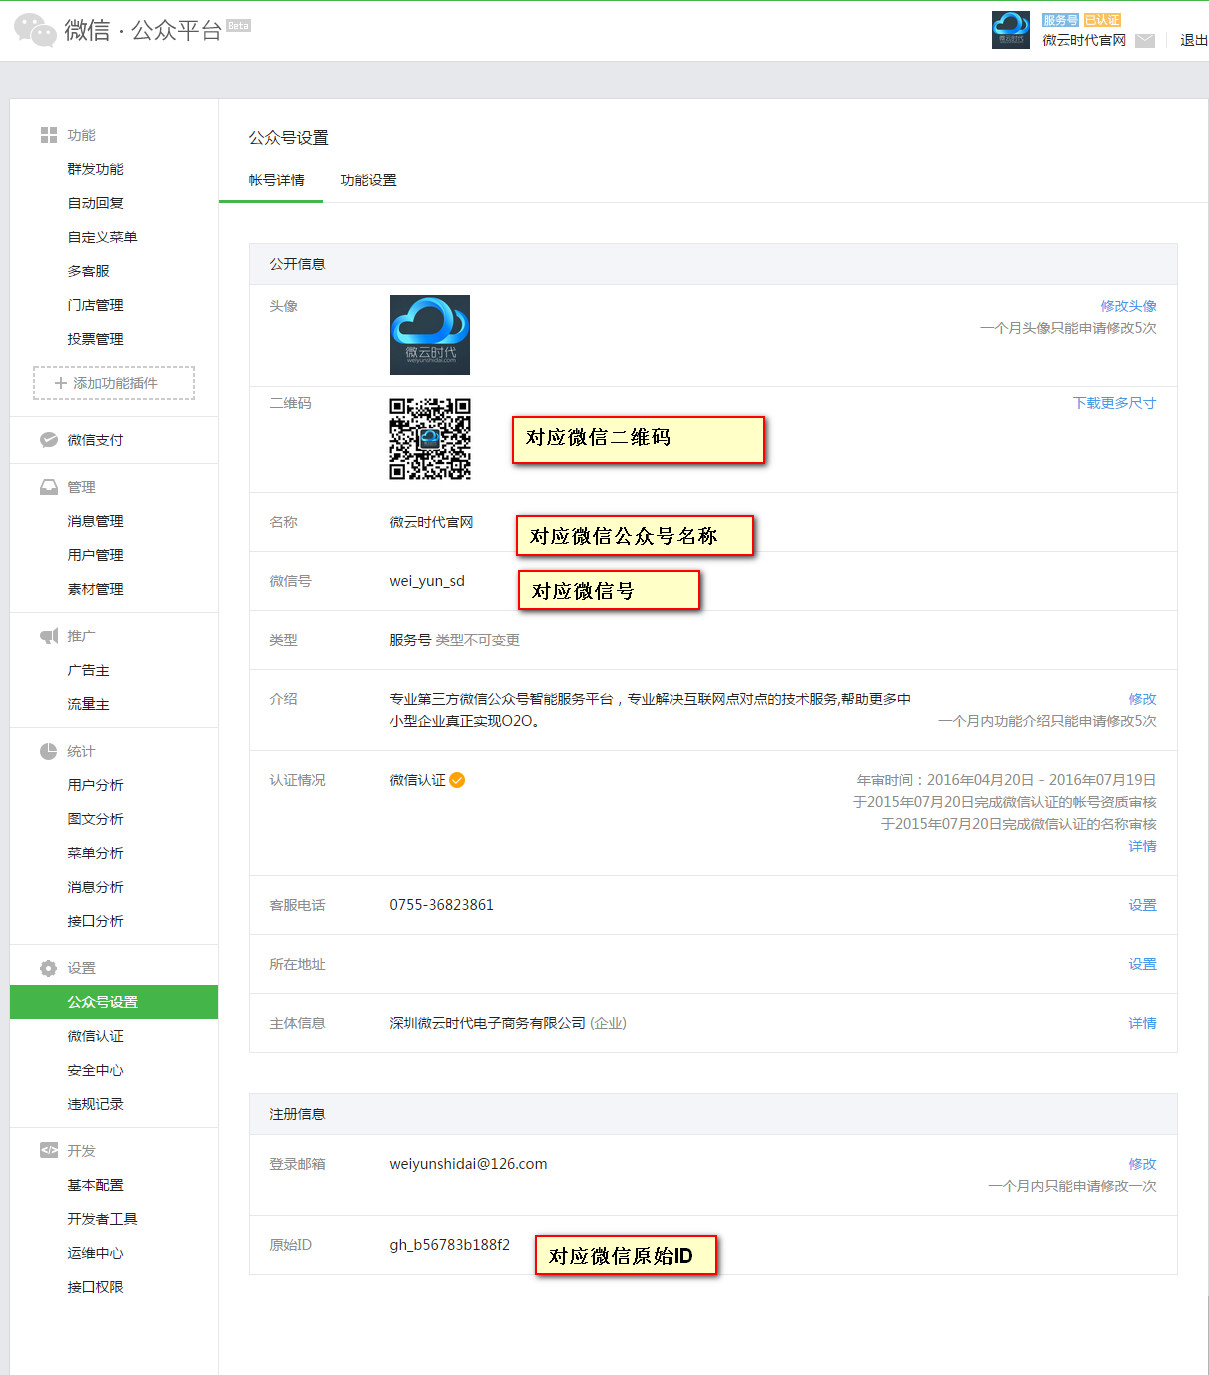 微信·公众平台 Beta
服务号 已认证
微云时代官网 退出
功能
群发功能
自动回复
自定义菜单
多客服
门店管理
投票管理
添加功能插件
微信支付
管理
消息管理
用户管理
素材管理
推广
广告主
流量主
统计
用户分析
图文分析
菜单分析
消息分析
接口分析
设置
公众号设置
微信认证
安全中心
违规记录
开发
基本配置
开发者工具
运维中心
接口权限
公众号设置
帐号详情 功能设置
公开信息
头像 修改头像
一个月头像只能申请修改5次
微云时代
weiyunshidai.com
二维码 下载更多尺寸
对应微信二维码
名称 微云时代官网
对应微信公众号名称
微信号 wei_yun_sd
对应微信号
类型 服务号 类型不可变更
介绍 专业第三方微信公众号智能服务平台，专业解决互联网点对点的技术服务,帮助更多中 修改
小型企业真正实现O2O。 一个月内功能介绍只能申请修改5次
认证情况 微信认证 年审时间：2016年04月20日 - 2016年07月19日
于2015年07月20日完成微信认证的帐号资质审核
于2015年07月20日完成微信认证的名称审核
详情
客服电话 0755-36823861 设置
所在地址 设置
主体信息 深圳微云时代电子商务有限公司 (企业) 详情
注册信息
登录邮箱 weiyunshidai@126.com 修改
一个月内只能申请修改一次
原始ID gh_b56783b188f2
对应微信原始ID